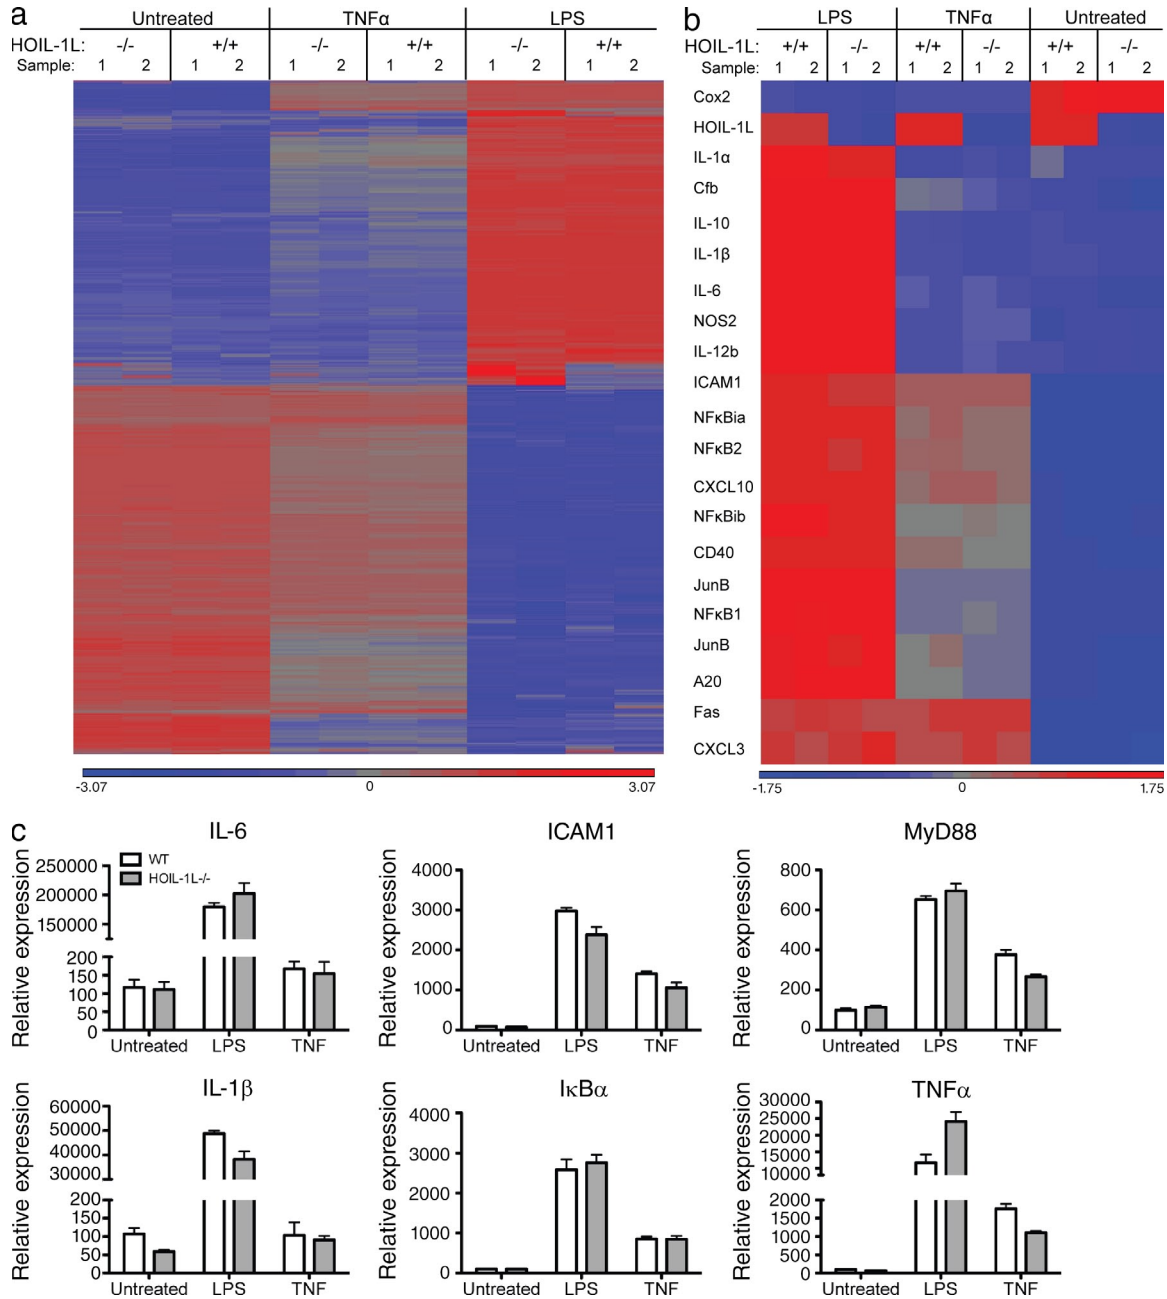 a
Untreated TNFα LPS
HOIL-1L: -/- +/+ -/- +/+ -/- +/+
Sample: 1 2 1 2 1 2 1 2 1 2 1 2
-3.07 0 3.07
b
LPS TNFα Untreated
HOIL-1L: +/+ -/- +/+ -/- +/+ -/-
Sample: 1 2 1 2 1 2 1 2 1 2 1 2
Cox2
HOIL-1L
IL-1α
Cfb
IL-10
IL-1β
IL-6
NOS2
IL-12b
ICAM1
NFκBia
NFκB2
CXCL10
NFκBib
CD40
JunB
NFκB1
JunB
A20
Fas
CXCL3
-1.75 0 1.75
c
IL-6
Relative expression
250000
200000
150000
200
150
100
50
0
WT
HOIL-1L-/-
Untreated LPS TNF
ICAM1
Relative expression
4000
3000
2000
1000
0
Untreated LPS TNF
MyD88
Relative expression
800
600
400
200
0
Untreated LPS TNF
IL-1β
Relative expression
60000
50000
40000
30000
200
150
100
50
0
Untreated LPS TNF
IκBα
Relative expression
4000
3000
2000
1000
0
Untreated LPS TNF
TNFα
Relative expression
30000
25000
20000
15000
10000
2000
1500
1000
500
0
Untreated LPS TNF